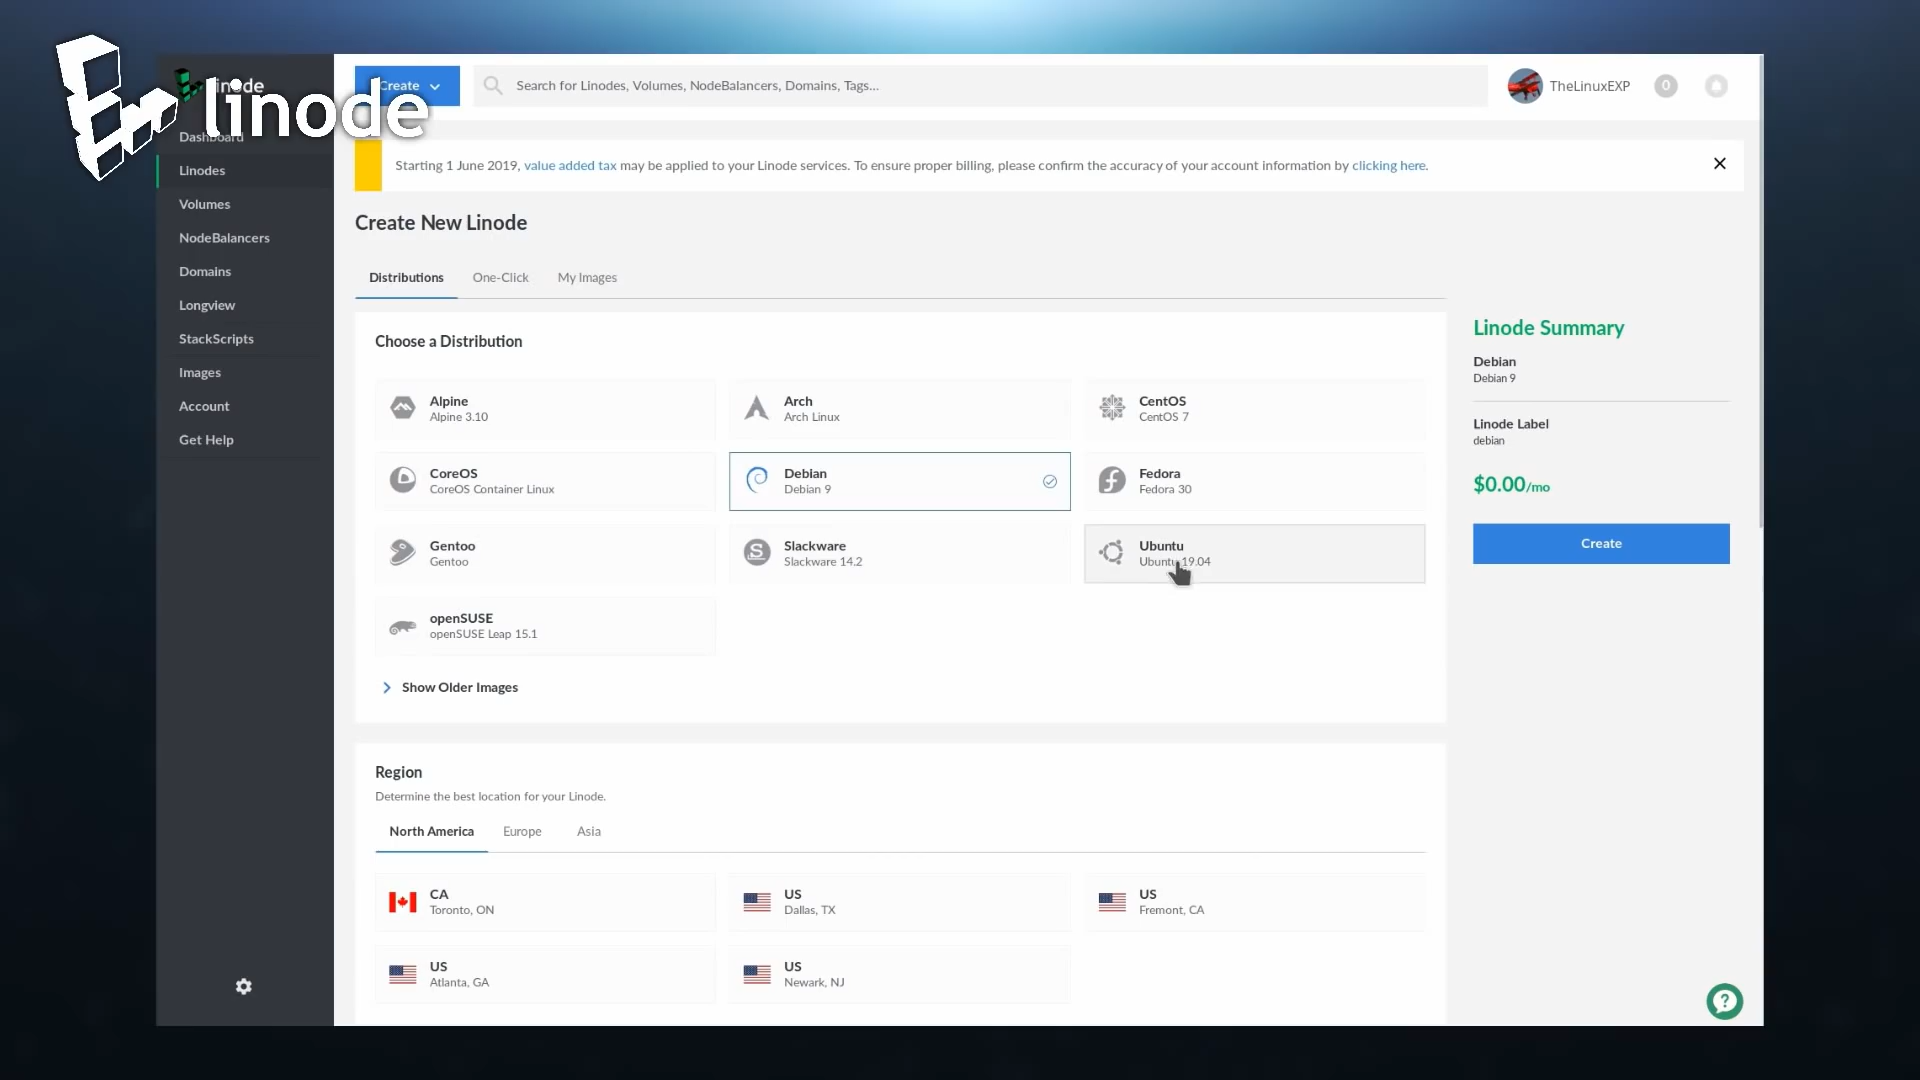 linode
linode
Create
Search for Linodes, Volumes, NodeBalancers, Domains, Tags...
TheLinuxEXP
0
Dashboard
Linodes
Volumes
NodeBalancers
Domains
Longview
StackScripts
Images
Account
Get Help
Starting 1 June 2019, value added tax may be applied to your Linode services. To ensure proper billing, please confirm the accuracy of your account information by clicking here.
Create New Linode
Distributions
One-Click
My Images
Choose a Distribution
Alpine
Alpine 3.10
Arch
Arch Linux
CentOS
CentOS 7
CoreOS
CoreOS Container Linux
Debian
Debian 9
Fedora
Fedora 30
Gentoo
Gentoo
Slackware
Slackware 14.2
Ubuntu
Ubuntu 19.04
openSUSE
openSUSE Leap 15.1
Show Older Images
Region
Determine the best location for your Linode.
North America
Europe
Asia
CA
Toronto, ON
US
Dallas, TX
US
Fremont, CA
US
Atlanta, GA
US
Newark, NJ
Linode Summary
Debian
Debian 9
Linode Label
debian
$0.00/mo
Create
?